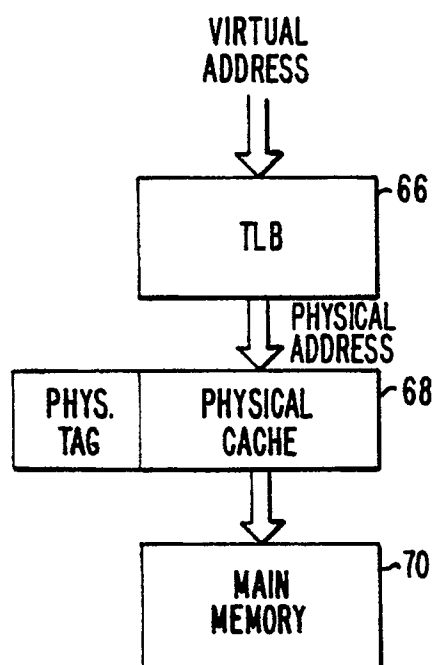 VIRTUAL
ADDRESS
66
TLB
PHYSICAL
ADDRESS
68
PHYS.
TAG
PHYSICAL
CACHE
70
MAIN
MEMORY